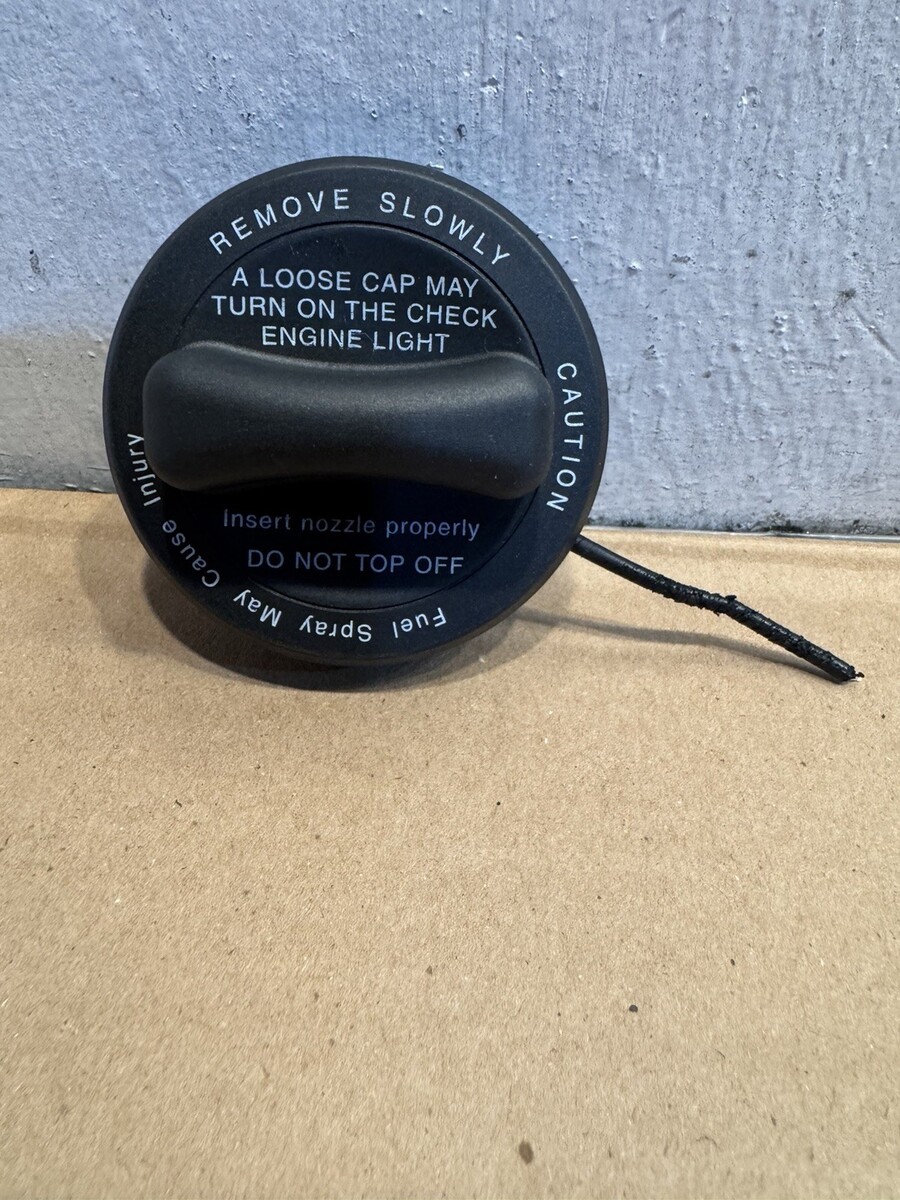 REMOVE SLOWLY
A LOOSE CAP MAY
TURN ON THE CHECK
ENGINE LIGHT
CAUTION
Insert nozzle properly
DO NOT TOP OFF
Fuel Spray May Cause Injury